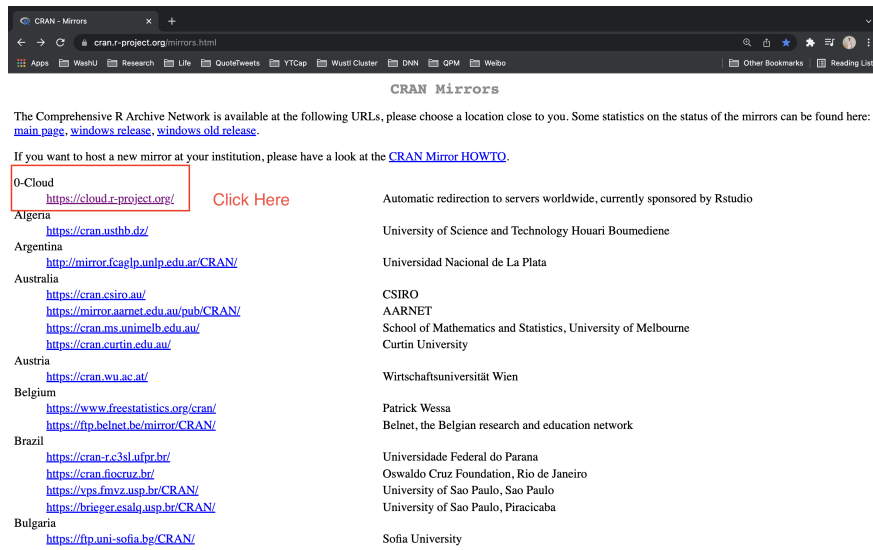 CRAN - Mirrors
cran.r-project.org/mirrors.html
Apps WashU Research Life QuoteTweets YTCap Wustl Cluster DNN QPM Weibo Other Bookmarks Reading List
CRAN Mirrors
The Comprehensive R Archive Network is available at the following URLs, please choose a location close to you. Some statistics on the status of the mirrors can be found here:
main page, windows release, windows old release.
If you want to host a new mirror at your institution, please have a look at the CRAN Mirror HOWTO.
0-Cloud
https://cloud.r-project.org/ Click Here Automatic redirection to servers worldwide, currently sponsored by Rstudio
Algeria
https://cran.usthb.dz/ University of Science and Technology Houari Boumediene
Argentina
http://mirror.fcaglp.unlp.edu.ar/CRAN/ Universidad Nacional de La Plata
Australia
https://cran.csiro.au/ CSIRO
https://mirror.aarnet.edu.au/pub/CRAN/ AARNET
https://cran.ms.unimelb.edu.au/ School of Mathematics and Statistics, University of Melbourne
https://cran.curtin.edu.au/ Curtin University
Austria
https://cran.wu.ac.at/ Wirtschaftsuniversität Wien
Belgium
https://www.freestatistics.org/cran/ Patrick Wessa
https://ftp.belnet.be/mirror/CRAN/ Belnet, the Belgian research and education network
Brazil
https://cran-r.c3sl.ufpr.br/ Universidade Federal do Parana
https://cran.fiocruz.br/ Oswaldo Cruz Foundation, Rio de Janeiro
https://vps.fmvz.usp.br/CRAN/ University of Sao Paulo, Sao Paulo
https://brieger.esalq.usp.br/CRAN/ University of Sao Paulo, Piracicaba
Bulgaria
https://ftp.uni-sofia.bg/CRAN/ Sofia University